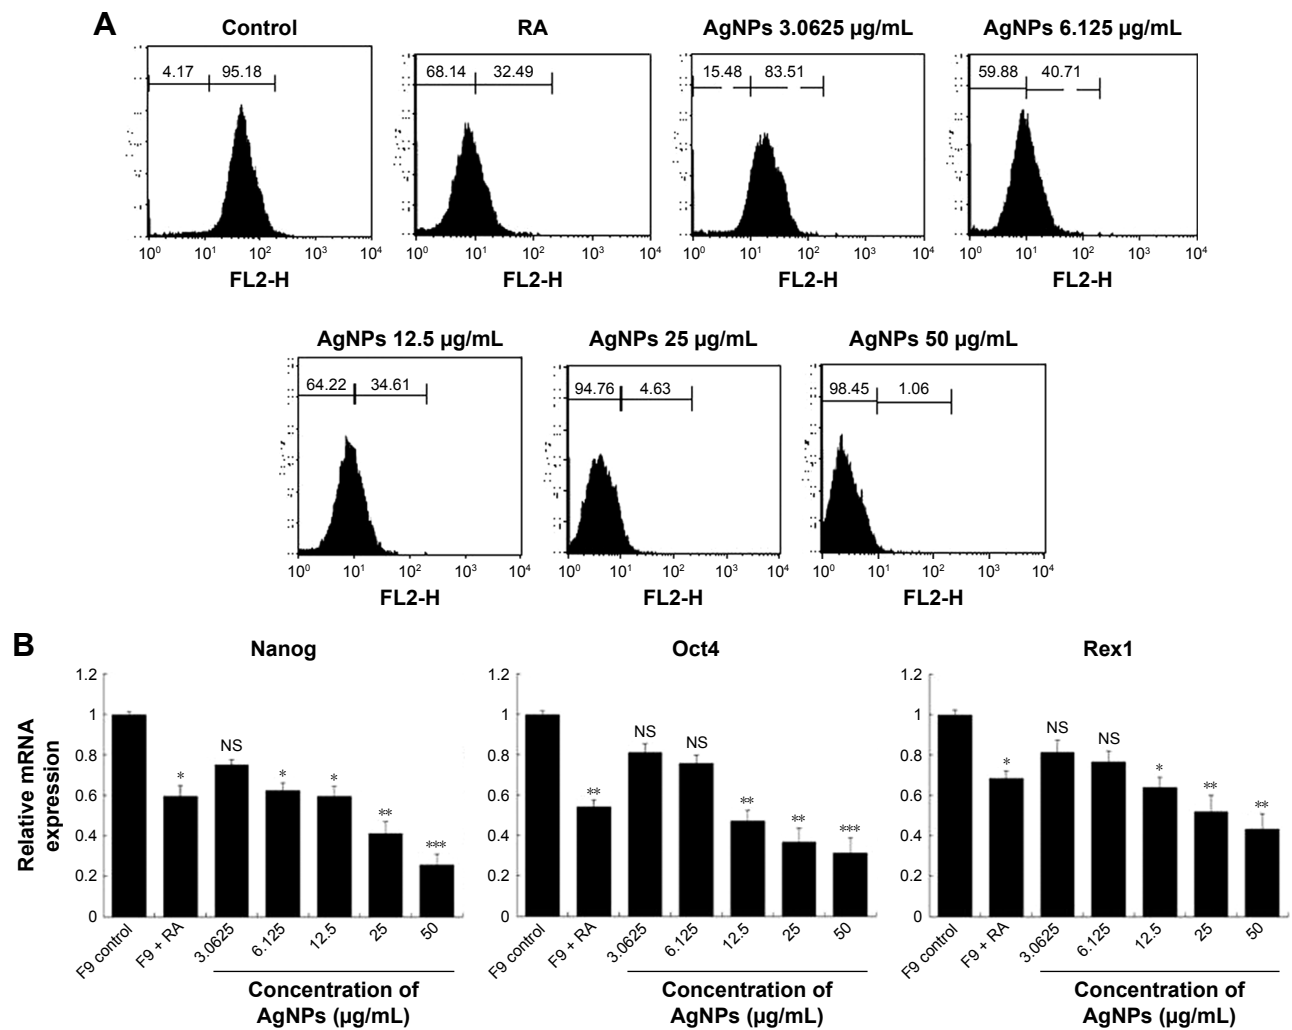 A
Control
RA
AgNPs 3.0625 µg/mL
AgNPs 6.125 µg/mL
4.17 95.18
68.14 32.49
15.48 83.51
59.88 40.71
10⁰ 10¹ 10² 10³ 10⁴
10⁰ 10¹ 10² 10³ 10⁴
10⁰ 10¹ 10² 10³ 10⁴
10⁰ 10¹ 10² 10³ 10⁴
FL2-H
FL2-H
FL2-H
FL2-H
AgNPs 12.5 µg/mL
AgNPs 25 µg/mL
AgNPs 50 µg/mL
64.22 34.61
94.76 4.63
98.45 1.06
10⁰ 10¹ 10² 10³ 10⁴
10⁰ 10¹ 10² 10³ 10⁴
10⁰ 10¹ 10² 10³ 10⁴
FL2-H
FL2-H
FL2-H
B
Relative mRNA
expression
Nanog
1.2
1
0.8
0.6
0.4
0.2
0
* NS * * ** ***
F9 control
F9 + RA
3.0625
6.125
12.5
25
50
Concentration of
AgNPs (µg/mL)
Oct4
1.2
1
0.8
0.6
0.4
0.2
0
** NS NS ** ** ***
F9 control
F9 + RA
3.0625
6.125
12.5
25
50
Concentration of
AgNPs (µg/mL)
Rex1
1.2
1
0.8
0.6
0.4
0.2
0
* NS NS * ** **
F9 control
F9 + RA
3.0625
6.125
12.5
25
50
Concentration of
AgNPs (µg/mL)